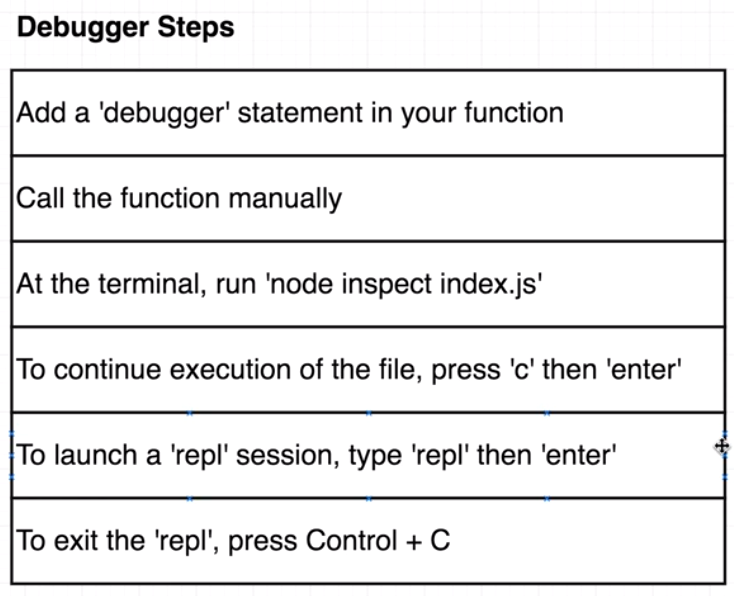 Debugger Steps
Add a 'debugger' statement in your function
Call the function manually
At the terminal, run 'node inspect index.js'
To continue execution of the file, press 'c' then 'enter'
To launch a 'repl' session, type 'repl' then 'enter'
To exit the 'repl', press Control + C